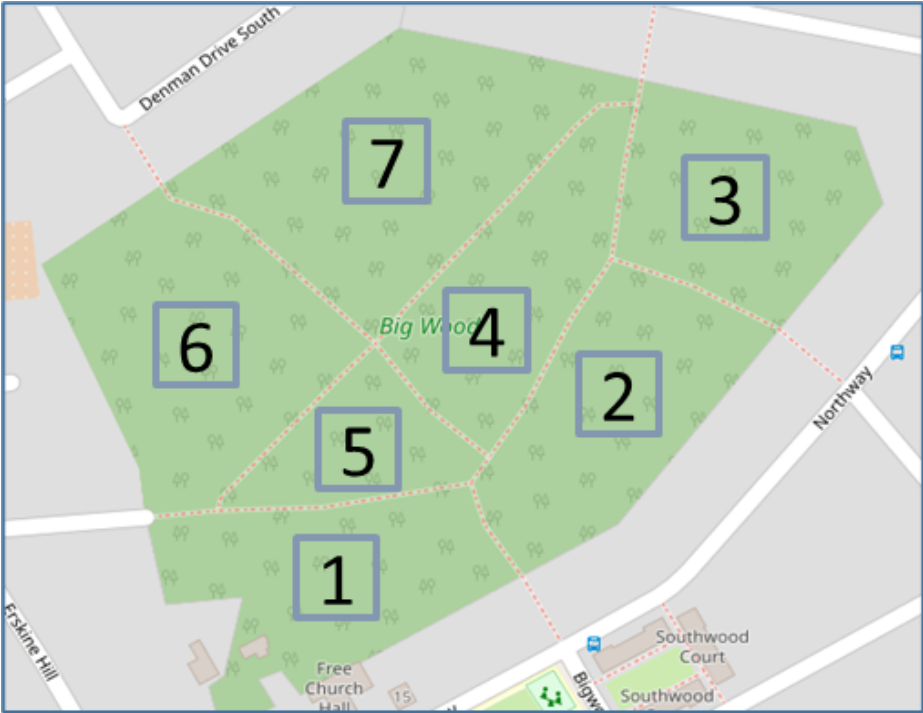 Denman Drive South
7
3
Big Wood
4
6
2
5
Northway
1
Erskine Hill
Southwood
Court
Free
Church
Hall
15
Southwood